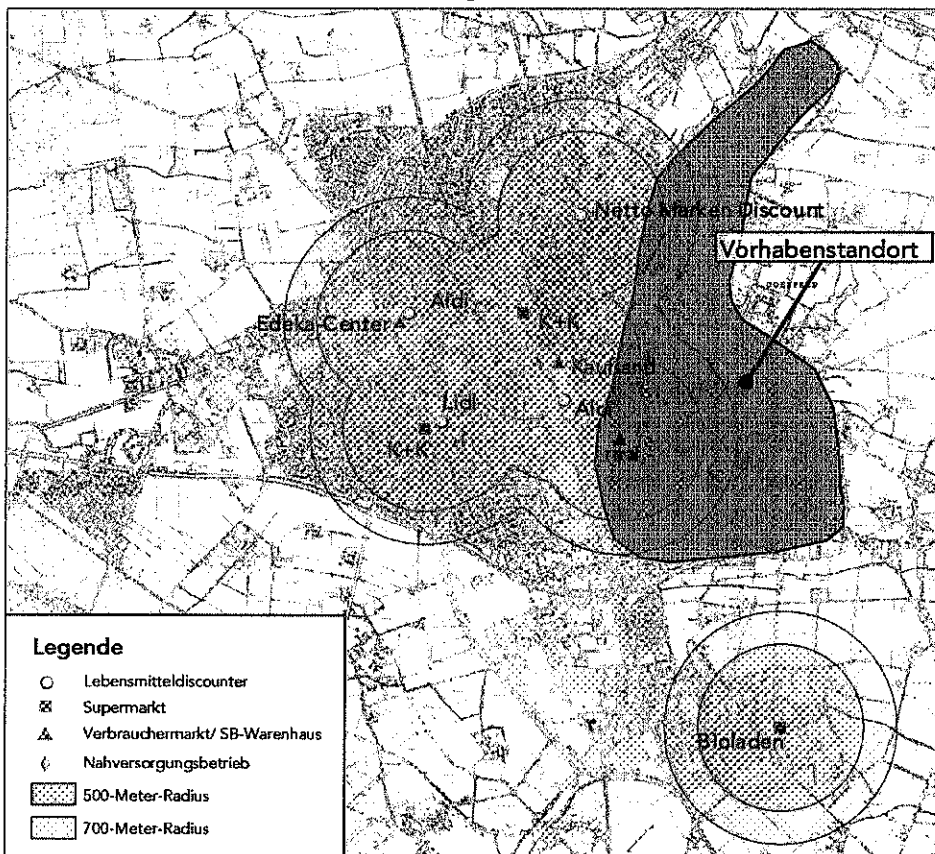 Netto Marken Discount
Vorhabenstandort
Aldi
Edeka-Center
K+K
Kaufland
Lidl
Aldi
K+K
real
Bioladen
Legende
Lebensmitteldiscounter
Supermarkt
Verbrauchermarkt/ SB-Warenhaus
Nahversorgungsbetrieb
500-Meter-Radius
700-Meter-Radius